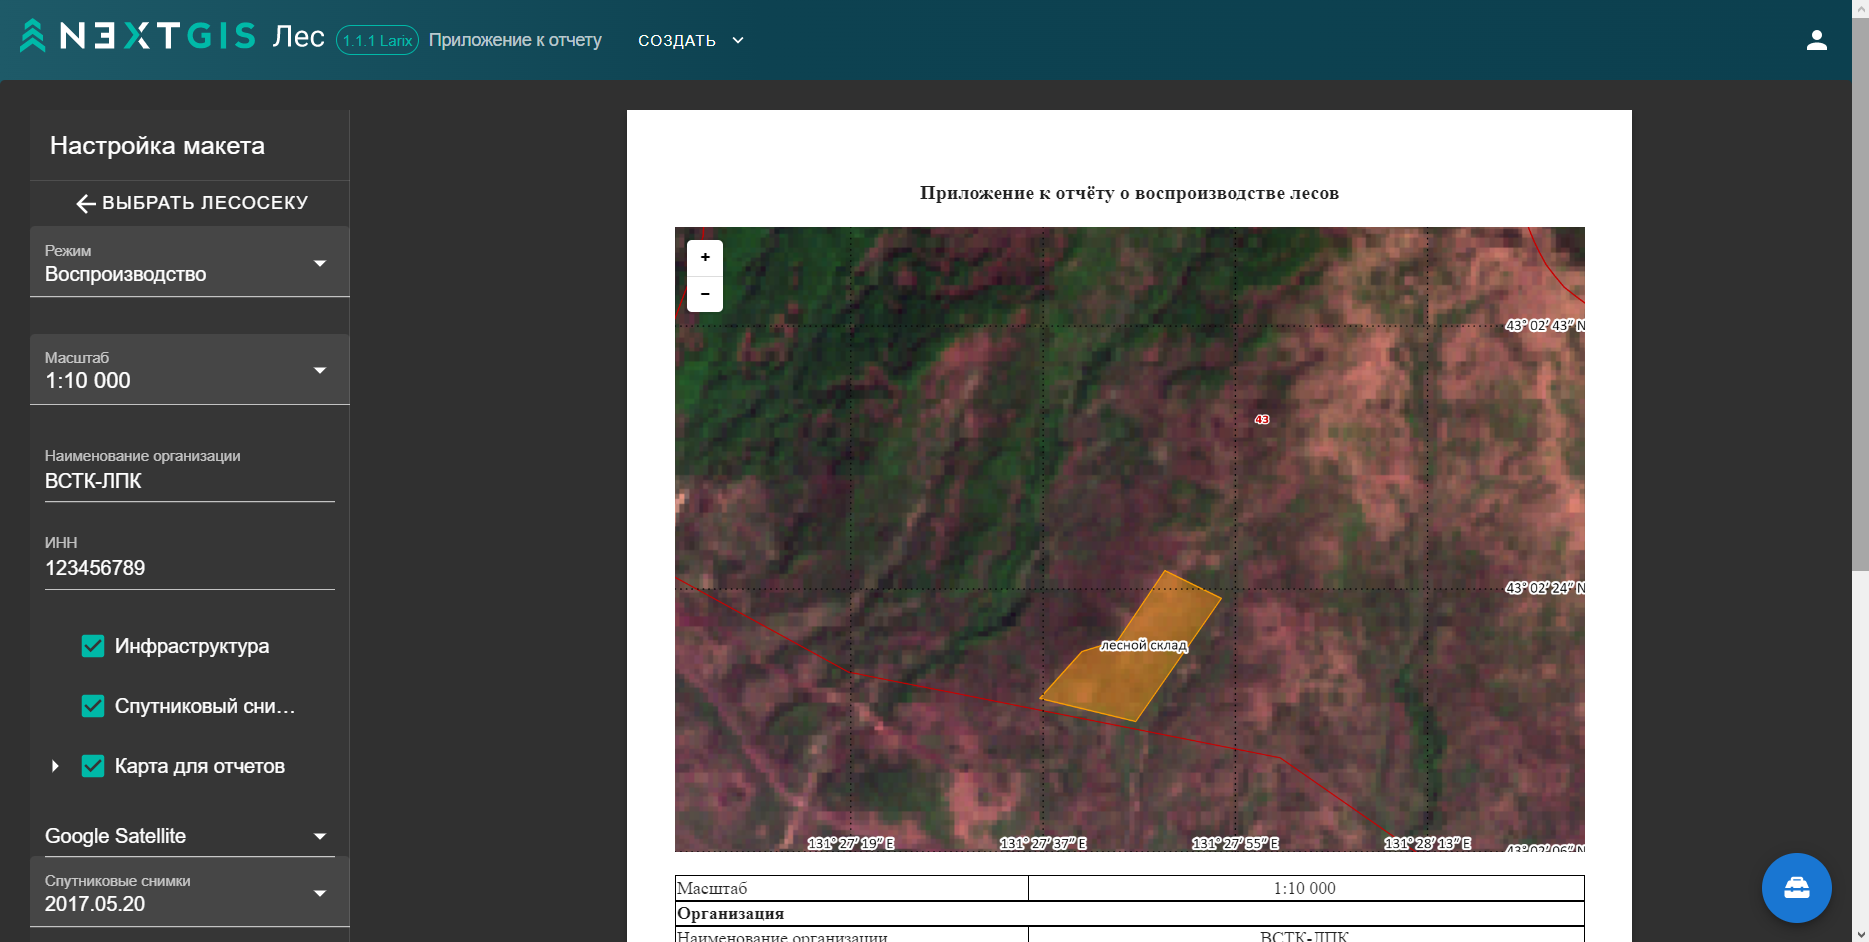 NEXTGIS Лес 1.1.1 Larix Приложение к отчету СОЗДАТЬ
Настройка макета
ВЫБРАТЬ ЛЕСОСЕКУ
Режим
Воспроизводство
Масштаб
1:10 000
Наименование организации
ВСТК-ЛПК
ИНН
123456789
Инфраструктура
Спутниковый сни...
Карта для отчетов
Google Satellite
Спутниковые снимки
2017.05.20
Приложение к отчёту о воспроизводстве лесов
+
−
43° 02′ 43″ N
43
43° 02′ 24″ N
лесной склад
131° 27′ 19″ E 131° 27′ 37″ E 131° 27′ 55″ E 131° 28′ 13″ E 43° 02′ 06″ N
Масштаб 1:10 000
Организация
Наименование организации ВСТК-ЛПК